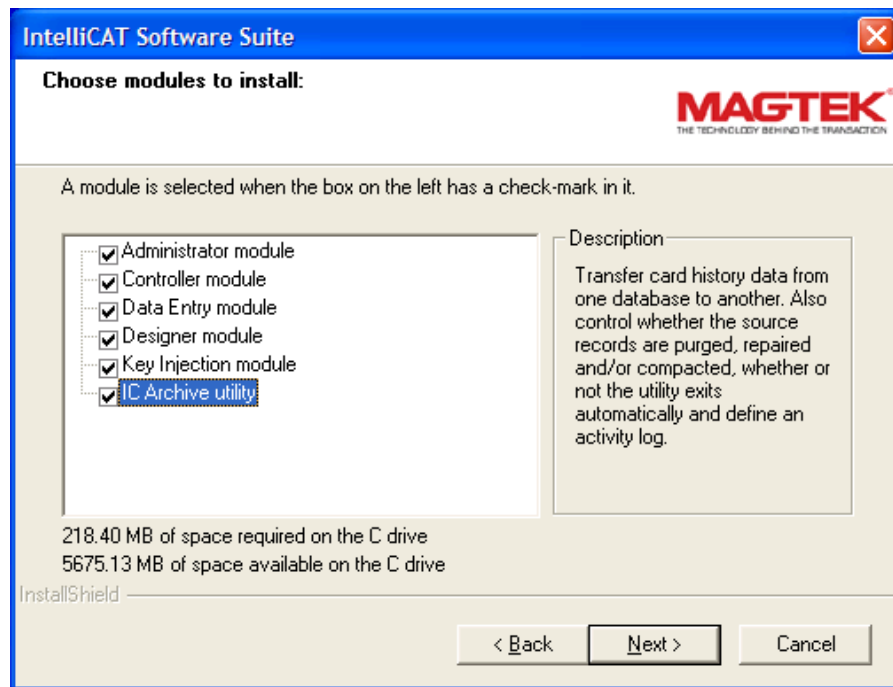 IntelliCAT Software Suite
Choose modules to install:
MAGTEK®
THE TECHNOLOGY BEHIND THE TRANSACTION
A module is selected when the box on the left has a check-mark in it.
Administrator module
Controller module
Data Entry module
Designer module
Key Injection module
IC Archive utility
Description
Transfer card history data from
one database to another. Also
control whether the source
records are purged, repaired
and/or compacted, whether or
not the utility exits
automatically and define an
activity log.
218.40 MB of space required on the C drive
5675.13 MB of space available on the C drive
InstallShield
< Back
Next >
Cancel